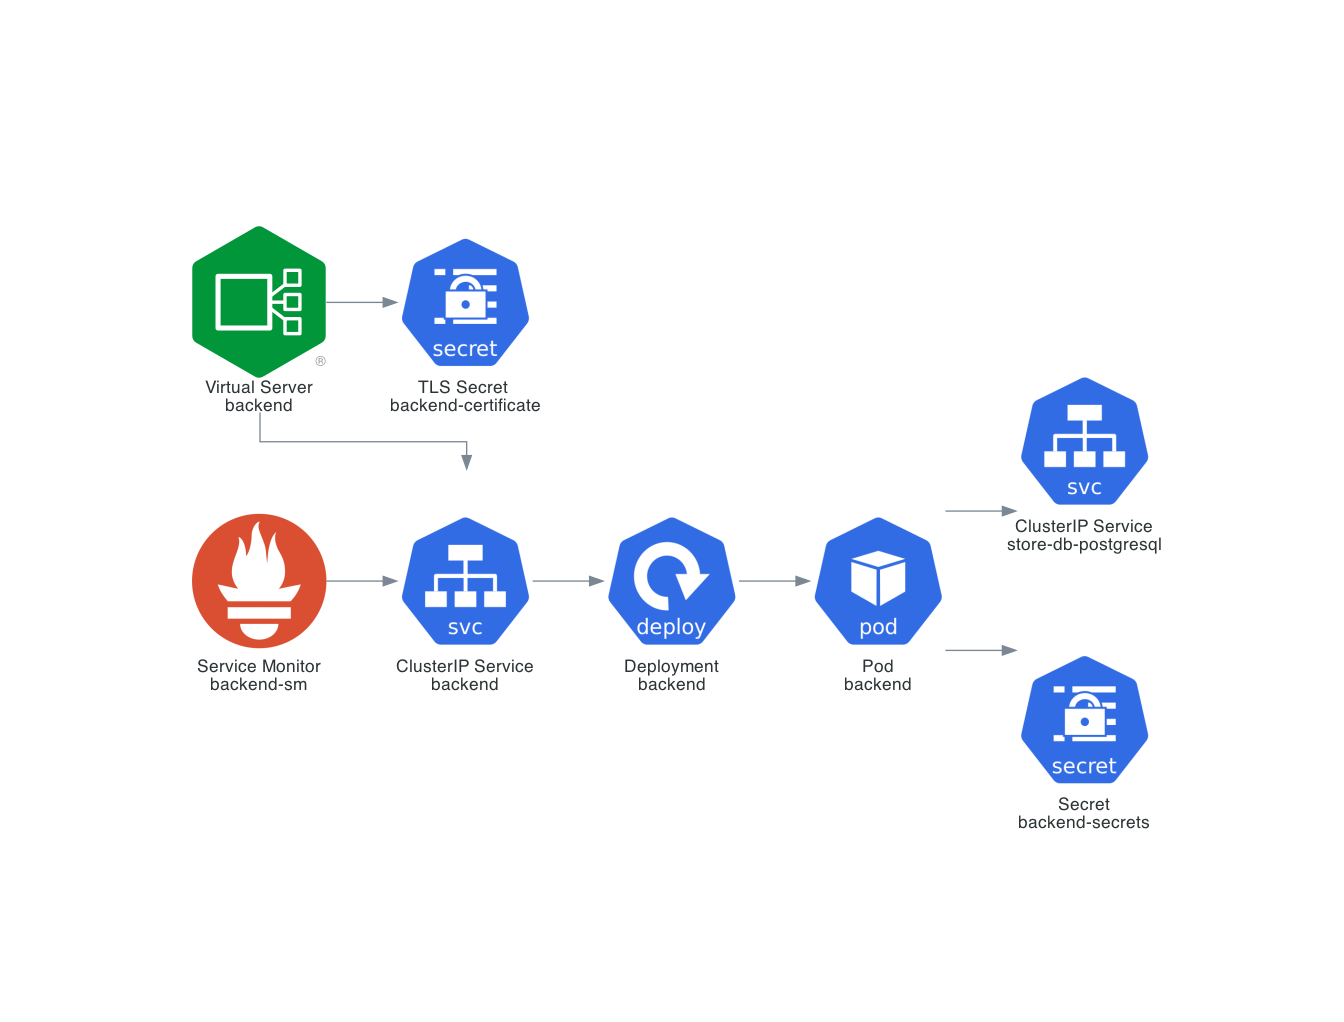 secret
®
Virtual Server
backend
TLS Secret
backend-certificate
svc
ClusterIP Service
store-db-postgresql
svc
deploy
pod
Service Monitor
backend-sm
ClusterIP Service
backend
Deployment
backend
Pod
backend
secret
Secret
backend-secrets